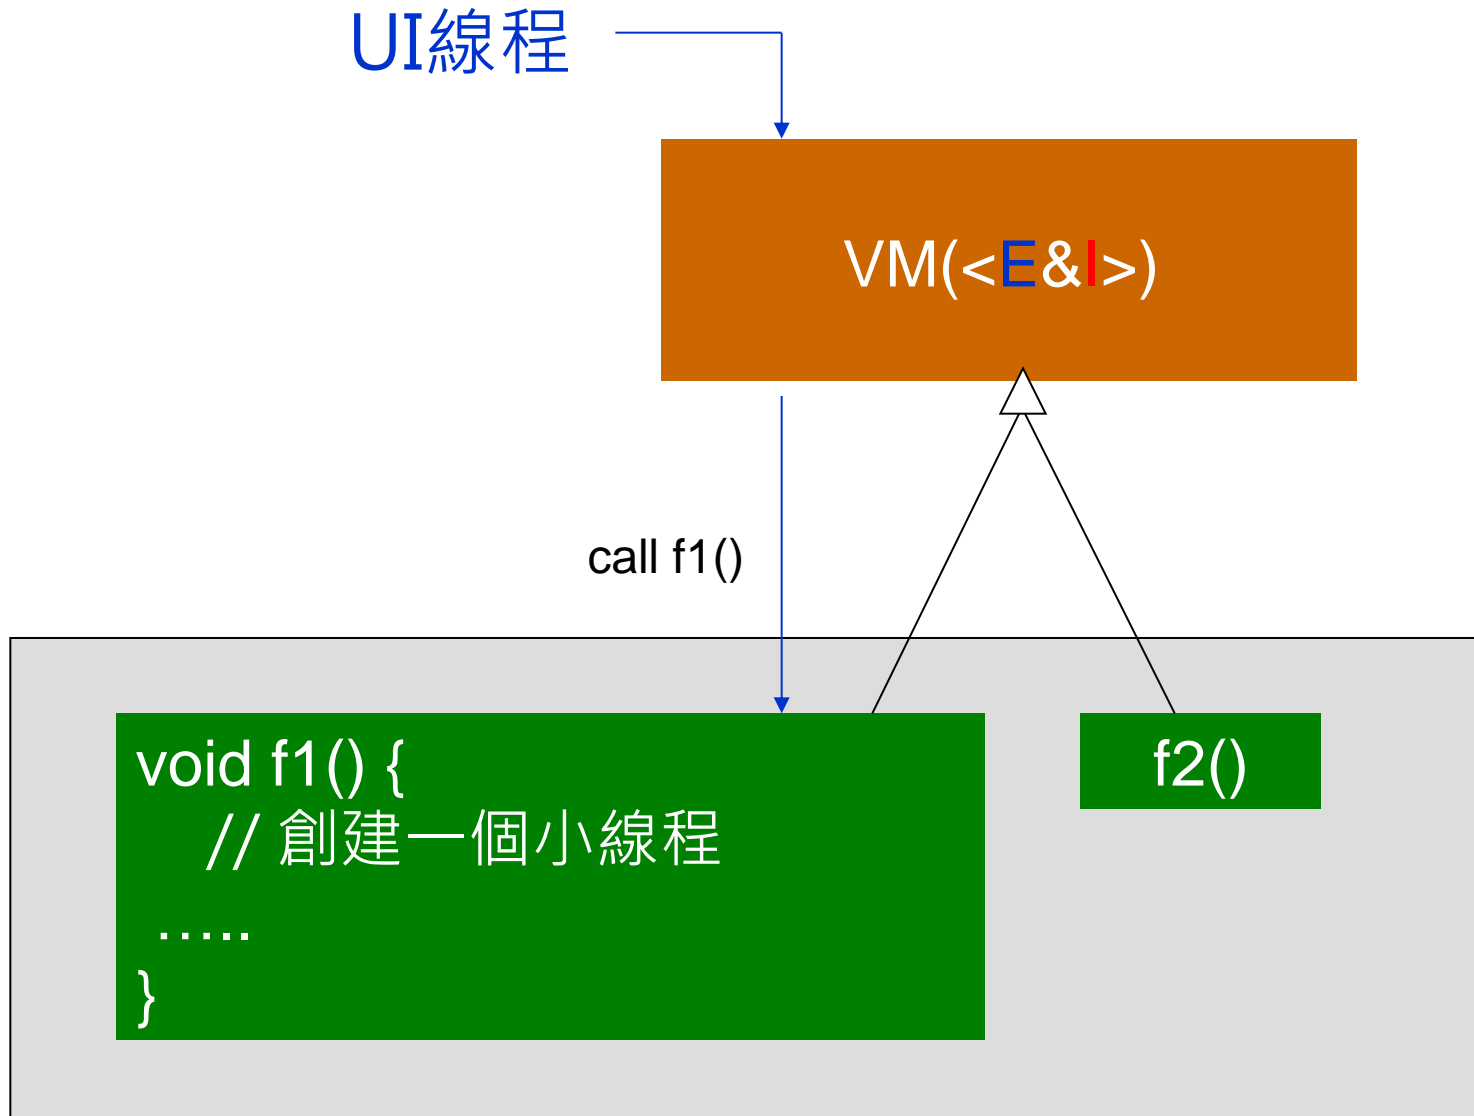 UI線程
VM(<E&I>)
call f1()
void f1() {
// 創建一個小線程
…..
}
f2()